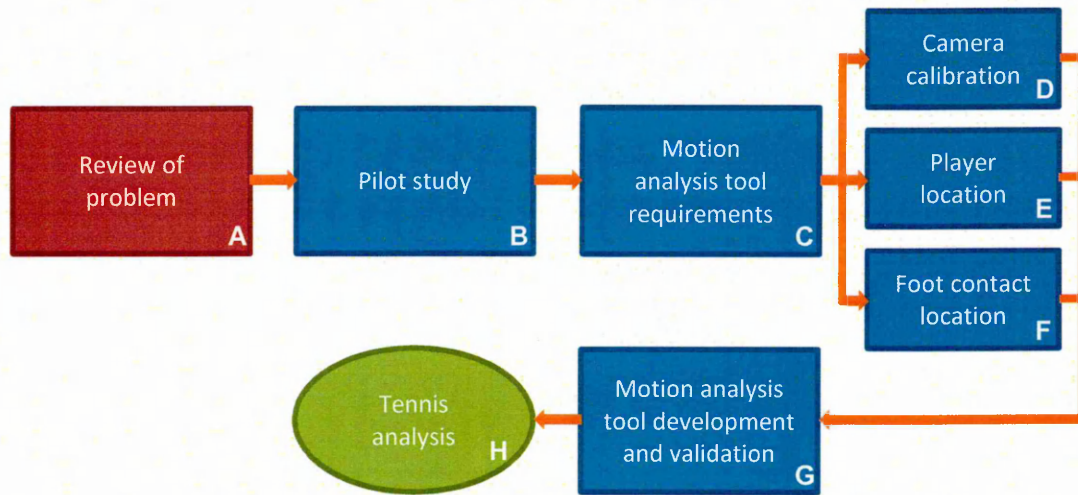 Review of
problem
A
Pilot study
B
Motion
analysis tool
requirements
C
Camera
calibration
D
Player
location
E
Foot contact
location
F
Motion analysis
tool development
and validation
G
Tennis
analysis
H